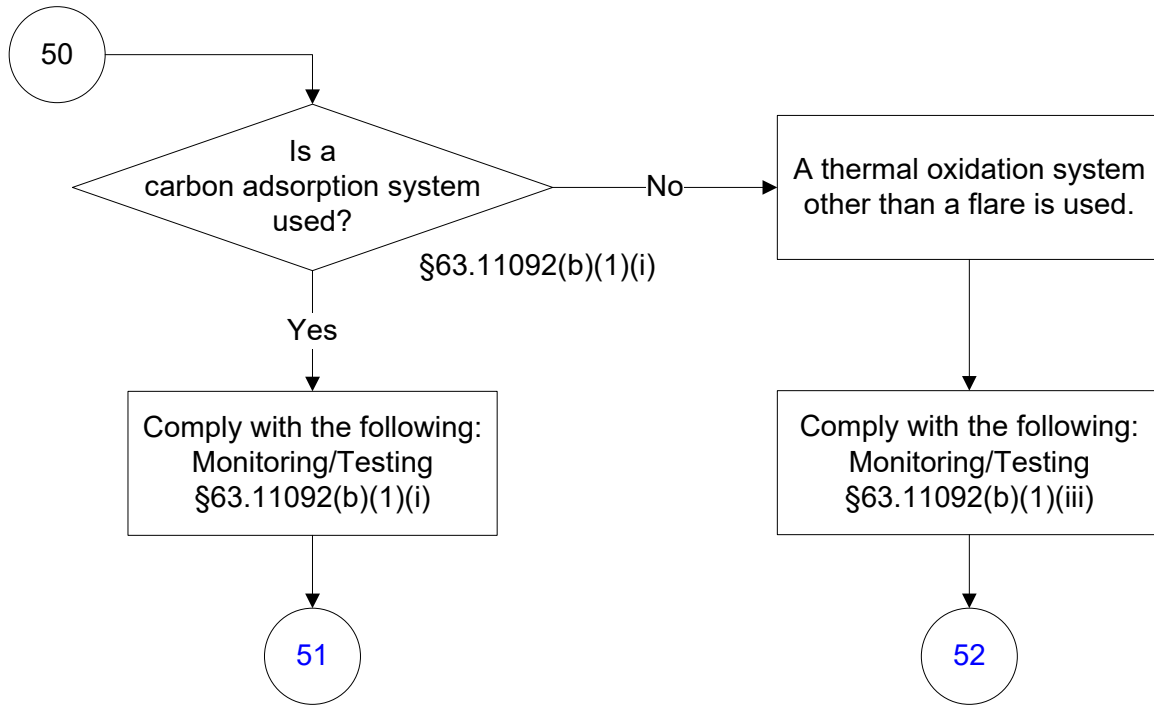 50
Is a
carbon adsorption system
used?
§63.11092(b)(1)(i)
No
A thermal oxidation system
other than a flare is used.
Yes
Comply with the following:
Monitoring/Testing
§63.11092(b)(1)(i)
Comply with the following:
Monitoring/Testing
§63.11092(b)(1)(iii)
51
52